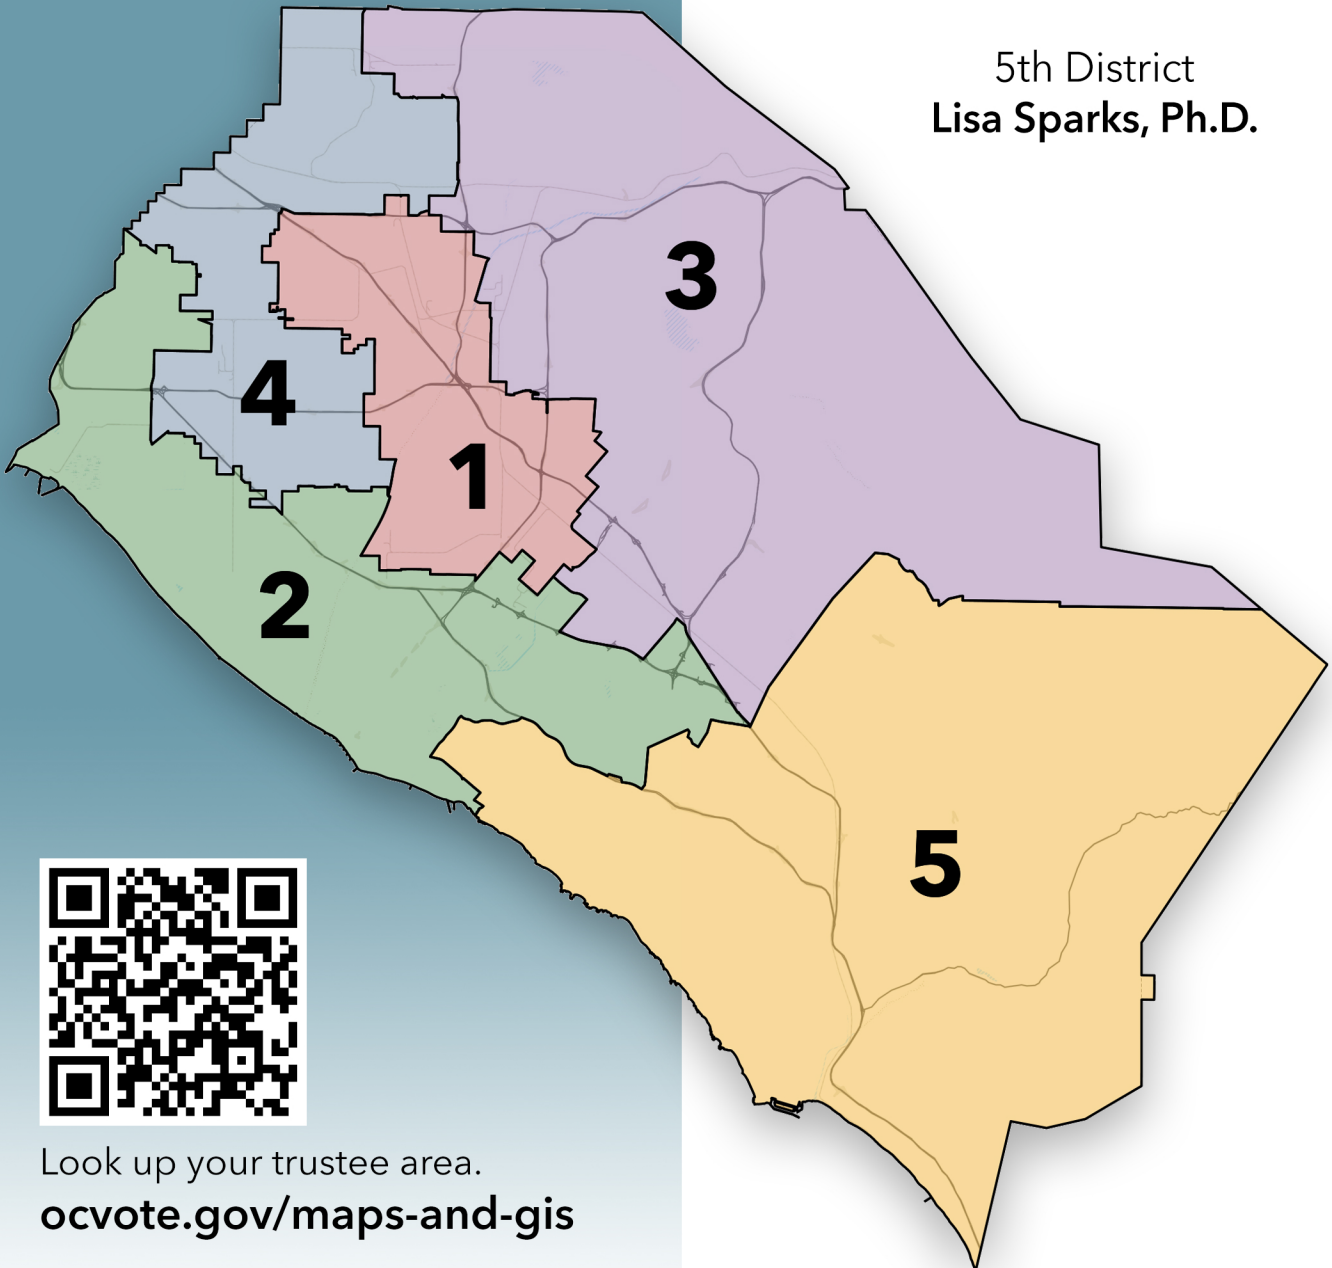 5th District
Lisa Sparks, Ph.D.
3
4
1
2
5
Look up your trustee area.
ocvote.gov/maps-and-gis